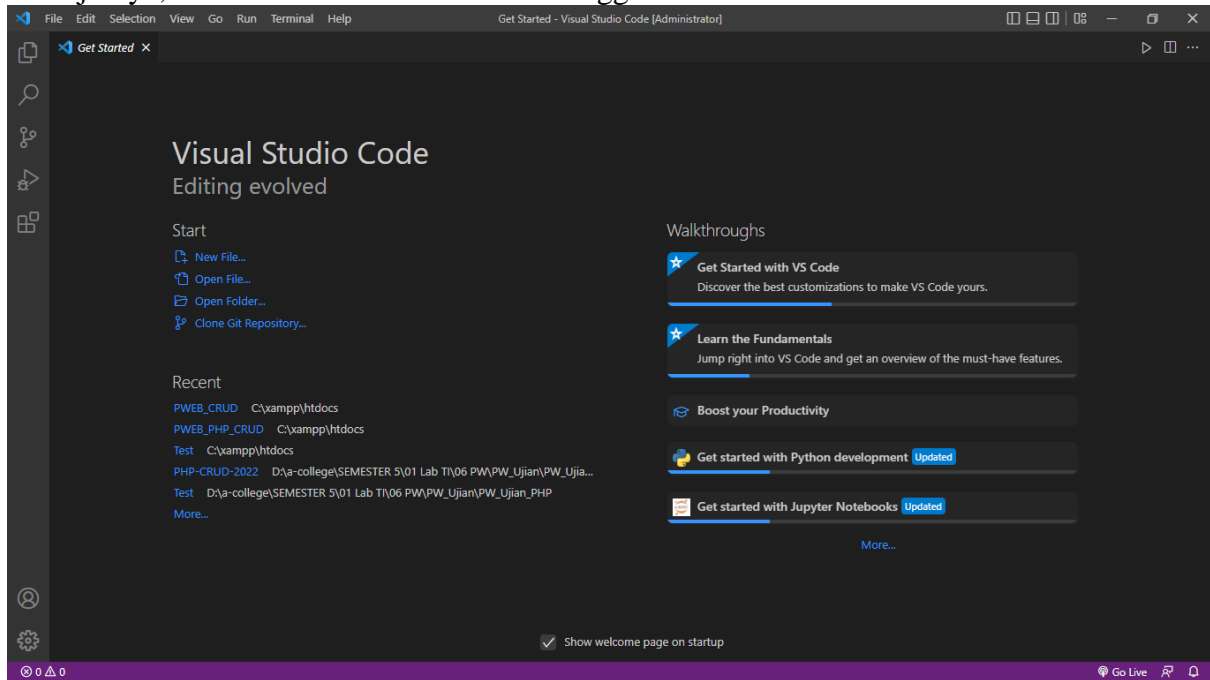 File Edit Selection View Go Run Terminal Help Get Started - Visual Studio Code [Administrator]
Get Started
Visual Studio Code
Editing evolved
Start
New File...
Open File...
Open Folder...
Clone Git Repository...
Recent
PWEB_CRUD C:\xampp\htdocs
PWEB_PHP_CRUD C:\xampp\htdocs
Test C:\xampp\htdocs
PHP-CRUD-2022 D:\a-college\SEMESTER 5\01 Lab TI\06 PW\PW_Ujian\PW_Ujia...
Test D:\a-college\SEMESTER 5\01 Lab TI\06 PW\PW_Ujian\PW_Ujian_PHP
More...
Walkthroughs
Get Started with VS Code
Discover the best customizations to make VS Code yours.
Learn the Fundamentals
Jump right into VS Code and get an overview of the must-have features.
Boost your Productivity
Get started with Python development Updated
Get started with Jupyter Notebooks Updated
More...
Show welcome page on startup
0 0 Go Live